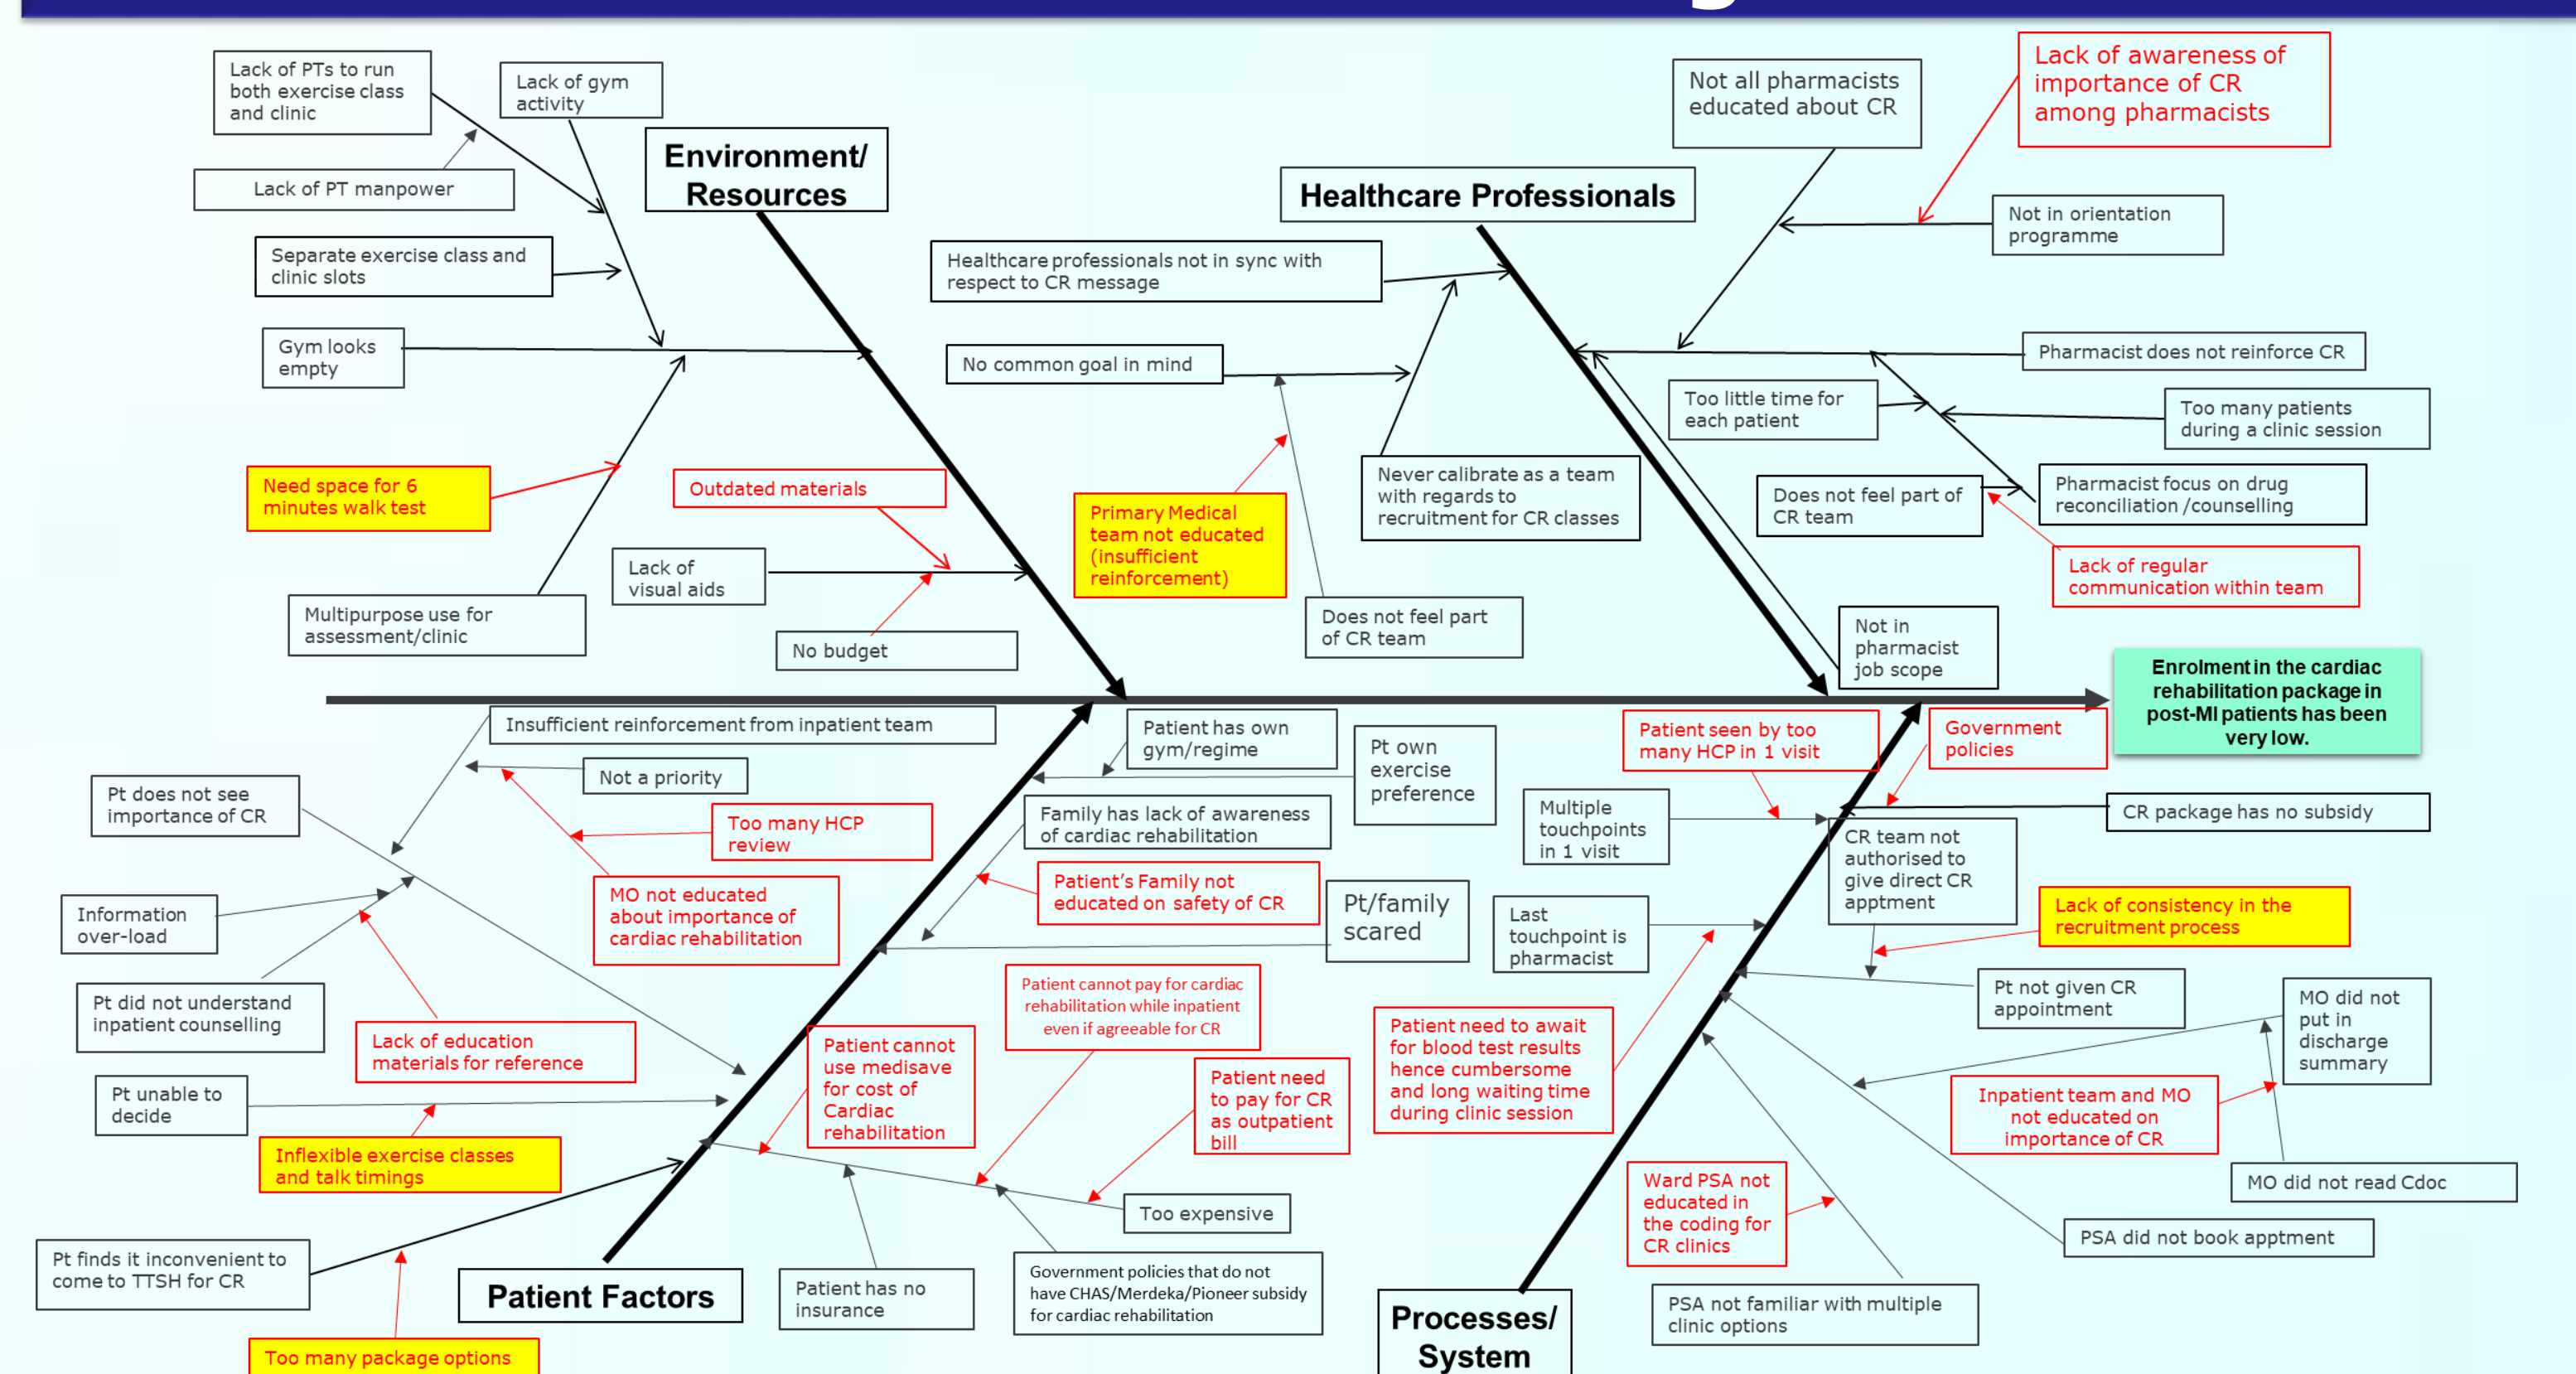 Lack of PTs to run
both exercise class
and clinic
Lack of gym
activity
Lack of PT manpower
Environment/
Resources
Separate exercise class and
clinic slots
Gym looks
empty
Need space for 6
minutes walk test
Outdated materials
Lack of
visual aids
Multipurpose use for
assessment/clinic
No budget
Not all pharmacists
educated about CR
Lack of awareness of
importance of CR
among pharmacists
Healthcare Professionals
Not in orientation
programme
Healthcare professionals not in sync with
respect to CR message
No common goal in mind
Pharmacist does not reinforce CR
Too little time for
each patient
Too many patients
during a clinic session
Never calibrate as a team
with regards to
recruitment for CR classes
Does not feel part of
CR team
Pharmacist focus on drug
reconciliation /counselling
Primary Medical
team not educated
(insufficient
reinforcement)
Lack of regular
communication within team
Does not feel part
of CR team
Not in
pharmacist
job scope
Enrolment in the cardiac
rehabilitation package in
post-MI patients has been
very low.
Insufficient reinforcement from inpatient team
Not a priority
Pt does not see
importance of CR
Too many HCP
review
MO not educated
about importance of
cardiac rehabilitation
Information
over-load
Pt did not understand
inpatient counselling
Lack of education
materials for reference
Pt unable to
decide
Inflexible exercise classes
and talk timings
Pt finds it inconvenient to
come to TTSH for CR
Too many package options
Patient Factors
Patient has own
gym/regime
Pt own
exercise
preference
Family has lack of awareness
of cardiac rehabilitation
Patient's Family not
educated on safety of CR
Pt/family
scared
Patient cannot pay for cardiac
rehabilitation while inpatient
even if agreeable for CR
Patient cannot
use medisave
for cost of
Cardiac
rehabilitation
Patient need
to pay for CR
as outpatient
bill
Too expensive
Patient has no
insurance
Government policies that do not
have CHAS/Merdeka/Pioneer subsidy
for cardiac rehabilitation
Patient seen by too
many HCP in 1 visit
Government
policies
Multiple
touchpoints
in 1 visit
CR package has no subsidy
CR team not
authorised to
give direct CR
apptment
Lack of consistency in the
recruitment process
Last
touchpoint is
pharmacist
Pt not given CR
appointment
MO did not
put in
discharge
summary
Patient need to await
for blood test results
hence cumbersome
and long waiting time
during clinic session
Inpatient team and MO
not educated on
importance of CR
Ward PSA not
educated in
the coding for
CR clinics
MO did not read Cdoc
PSA did not book apptment
PSA not familiar with multiple
clinic options
Processes/
System